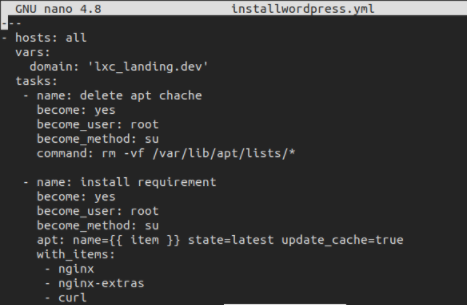 GNU nano 4.8 installwordpress.yml
---
- hosts: all
  vars:
    domain: 'lxc_landing.dev'
  tasks:
   - name: delete apt chache
     become: yes
     become_user: root
     become_method: su
     command: rm -vf /var/lib/apt/lists/*

   - name: install requirement
     become: yes
     become_user: root
     become_method: su
     apt: name={{ item }} state=latest update_cache=true
     with_items:
      - nginx
      - nginx-extras
      - curl